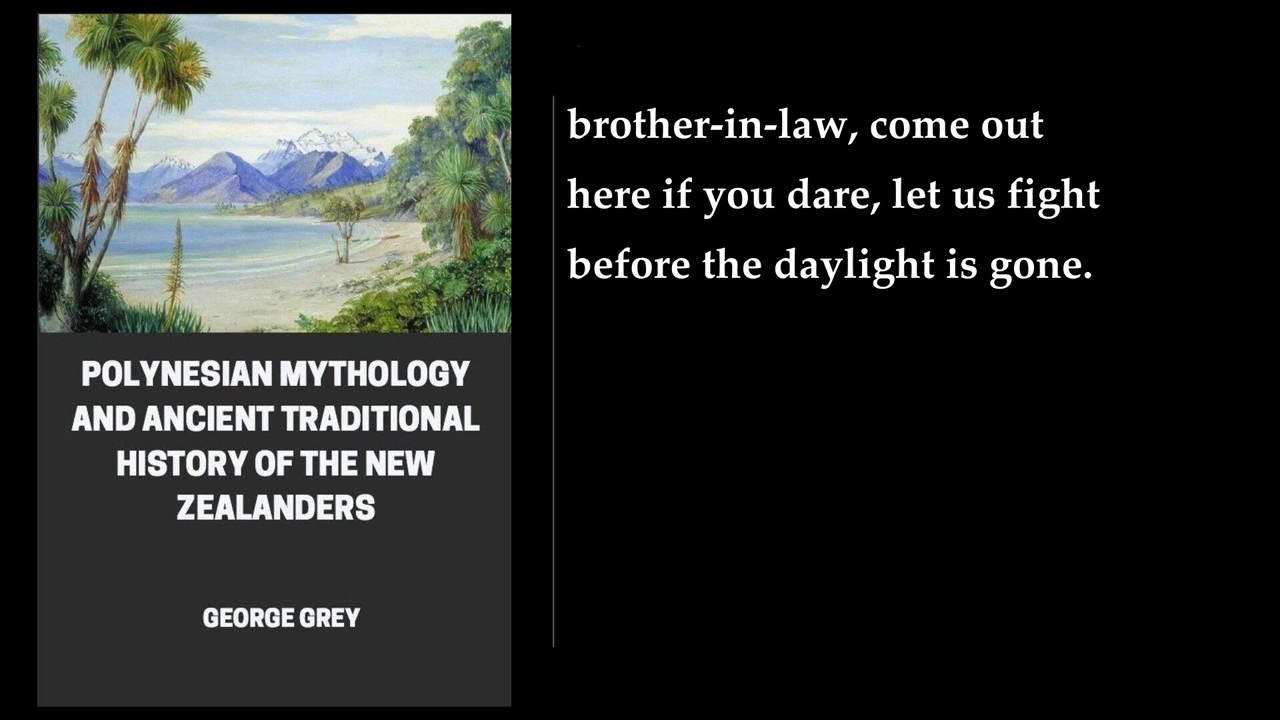 POLYNESIAN MYTHOLOGY
AND ANCIENT TRADITIONAL
HISTORY OF THE NEW
ZEALANDERS
GEORGE GREY
brother-in-law, come out
here if you dare, let us fight
before the daylight is gone.